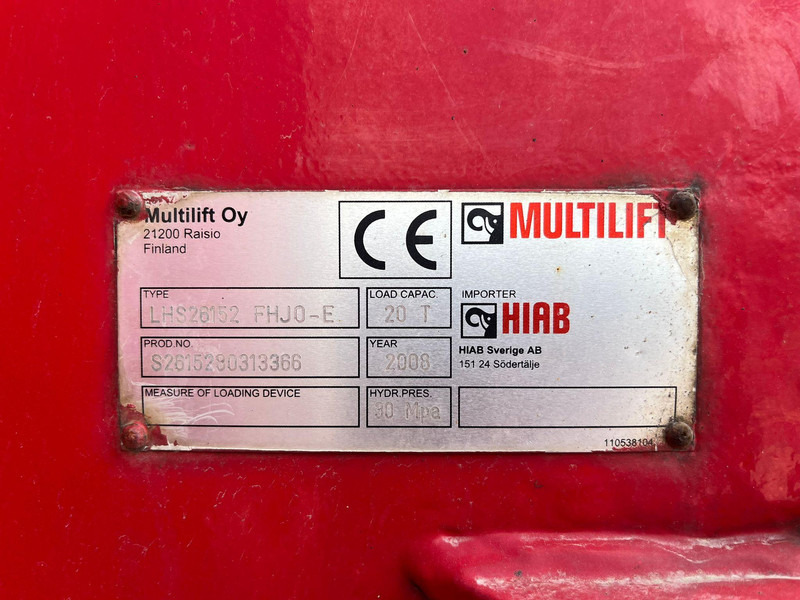 Multilift Oy
21200 Raisio
Finland
CE
MULTILIFT
TYPE
LHS26152 FHJO-E
LOAD CAPAC.
20 T
IMPORTER
HIAB
HIAB Sverige AB
151 24 Södertälje
PROD.NO.
S2615280313366
YEAR
2008
MEASURE OF LOADING DEVICE
HYDR.PRES.
30 Mpa
110538104